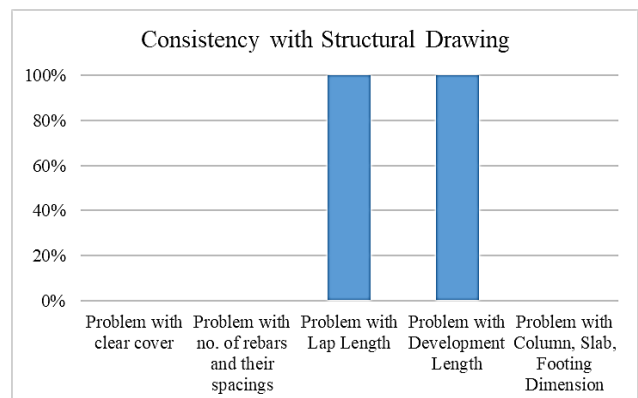 Consistency with Structural Drawing
100%
80%
60%
40%
20%
0%
Problem with
clear cover
Problem with
no. of rebars
and their
spacings
Problem with
Lap Length
Problem with
Development
Length
Problem with
Column, Slab,
Footing
Dimension